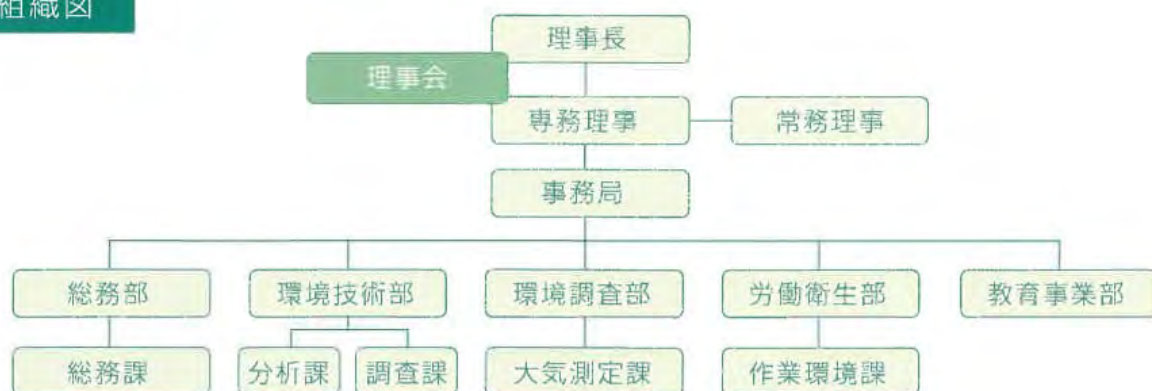 組織図
理事長
理事会
専務理事
常務理事
事務局
総務部
環境技術部
環境調査部
労働衛生部
教育事業部
総務課
分析課
調査課
大気測定課
作業環境課